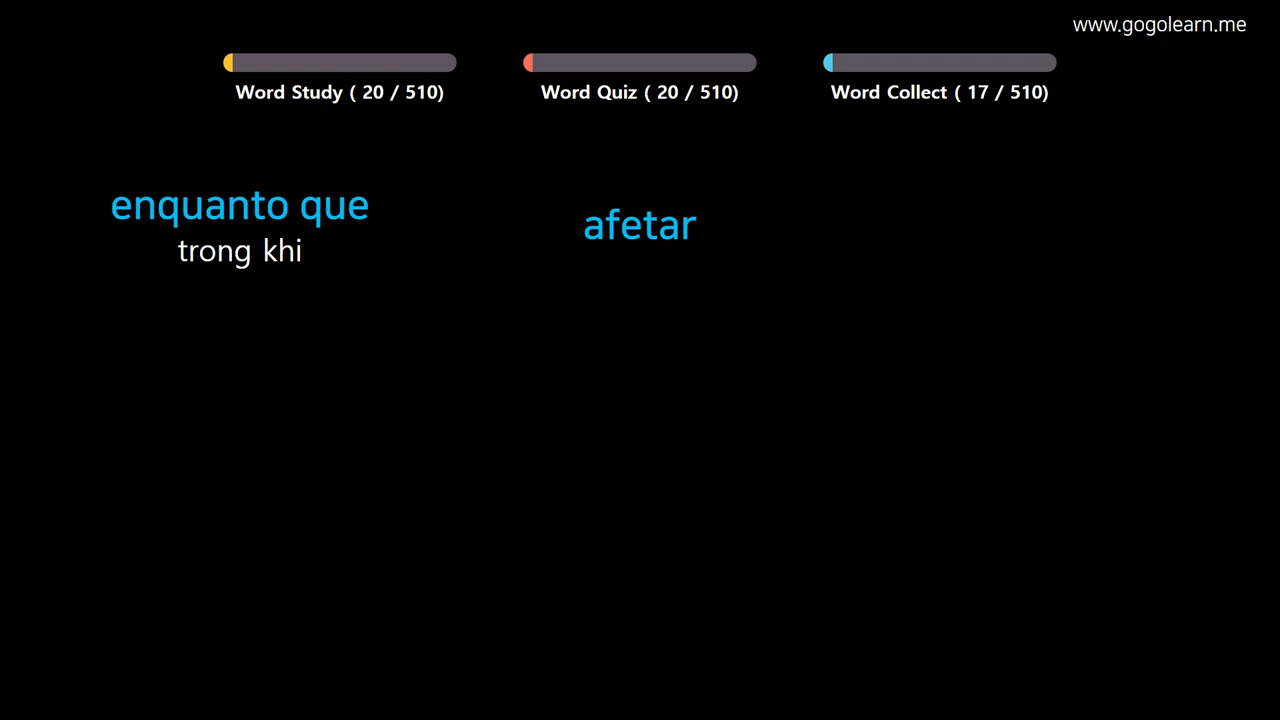 www.gogolearn.me
Word Study ( 20 / 510)
Word Quiz ( 20 / 510)
Word Collect ( 17 / 510)
enquanto que
trong khi
afetar